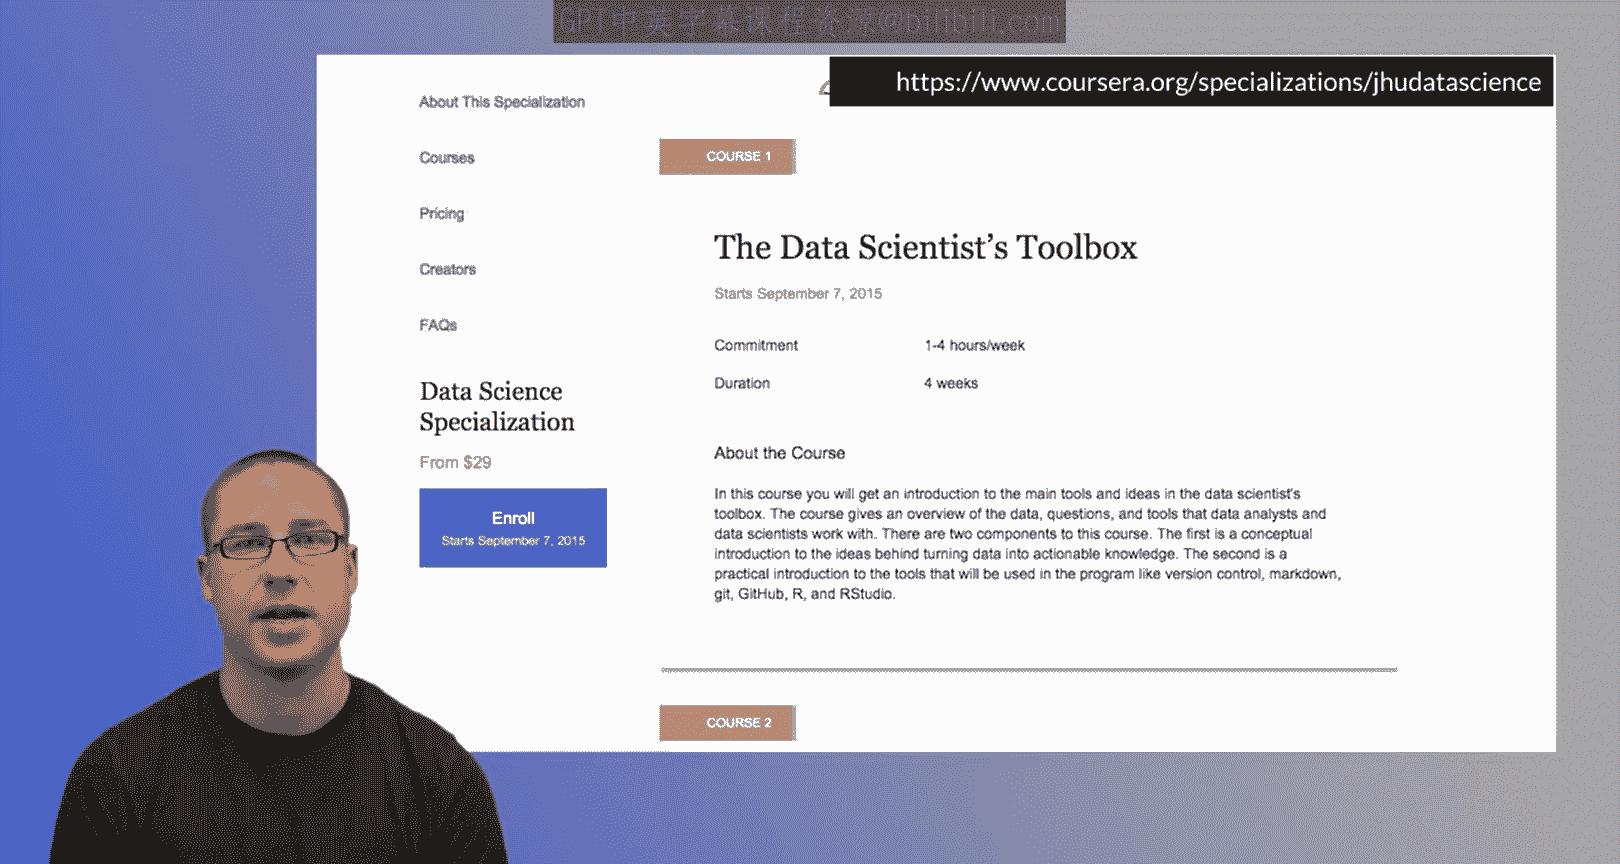 GPT中英字幕课程资源@bilibili.com
https://www.coursera.org/specializations/jhudatascience
About This Specialization
Courses
Pricing
Creators
FAQs
Data Science
Specialization
From $29
Enroll
Starts September 7, 2015
COURSE 1
The Data Scientist’s Toolbox
Starts September 7, 2015
Commitment 1-4 hours/week
Duration 4 weeks
About the Course
In this course you will get an introduction to the main tools and ideas in the data scientist's
toolbox. The course gives an overview of the data, questions, and tools that data analysts and
data scientists work with. There are two components to this course. The first is a conceptual
introduction to the ideas behind turning data into actionable knowledge. The second is a
practical introduction to the tools that will be used in the program like version control, markdown,
git, GitHub, R, and RStudio.
COURSE 2